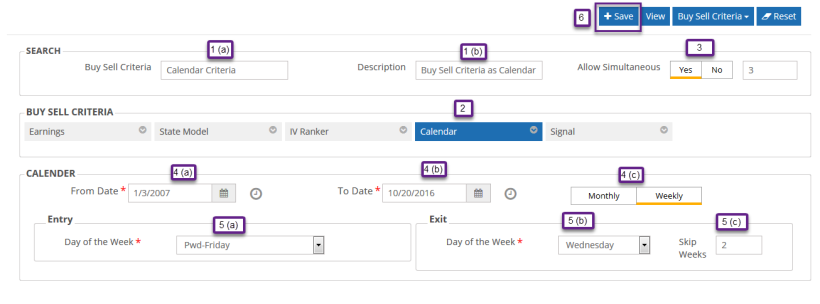 6 + Save View Buy Sell Criteria Reset
SEARCH
1 (a) 1 (b) 3
Buy Sell Criteria Calendar Criteria Description Buy Sell Criteria as Calendar Allow Simultaneous Yes No 3
BUY SELL CRITERIA
2
Earnings State Model IV Ranker Calendar Signal
CALENDER
4 (a) 4 (b) 4 (c)
From Date * 1/3/2007 To Date * 10/20/2016 Monthly Weekly
Entry Exit
5 (a) 5 (b) 5 (c)
Day of the Week * Pwd-Friday Day of the Week * Wednesday Skip Weeks 2